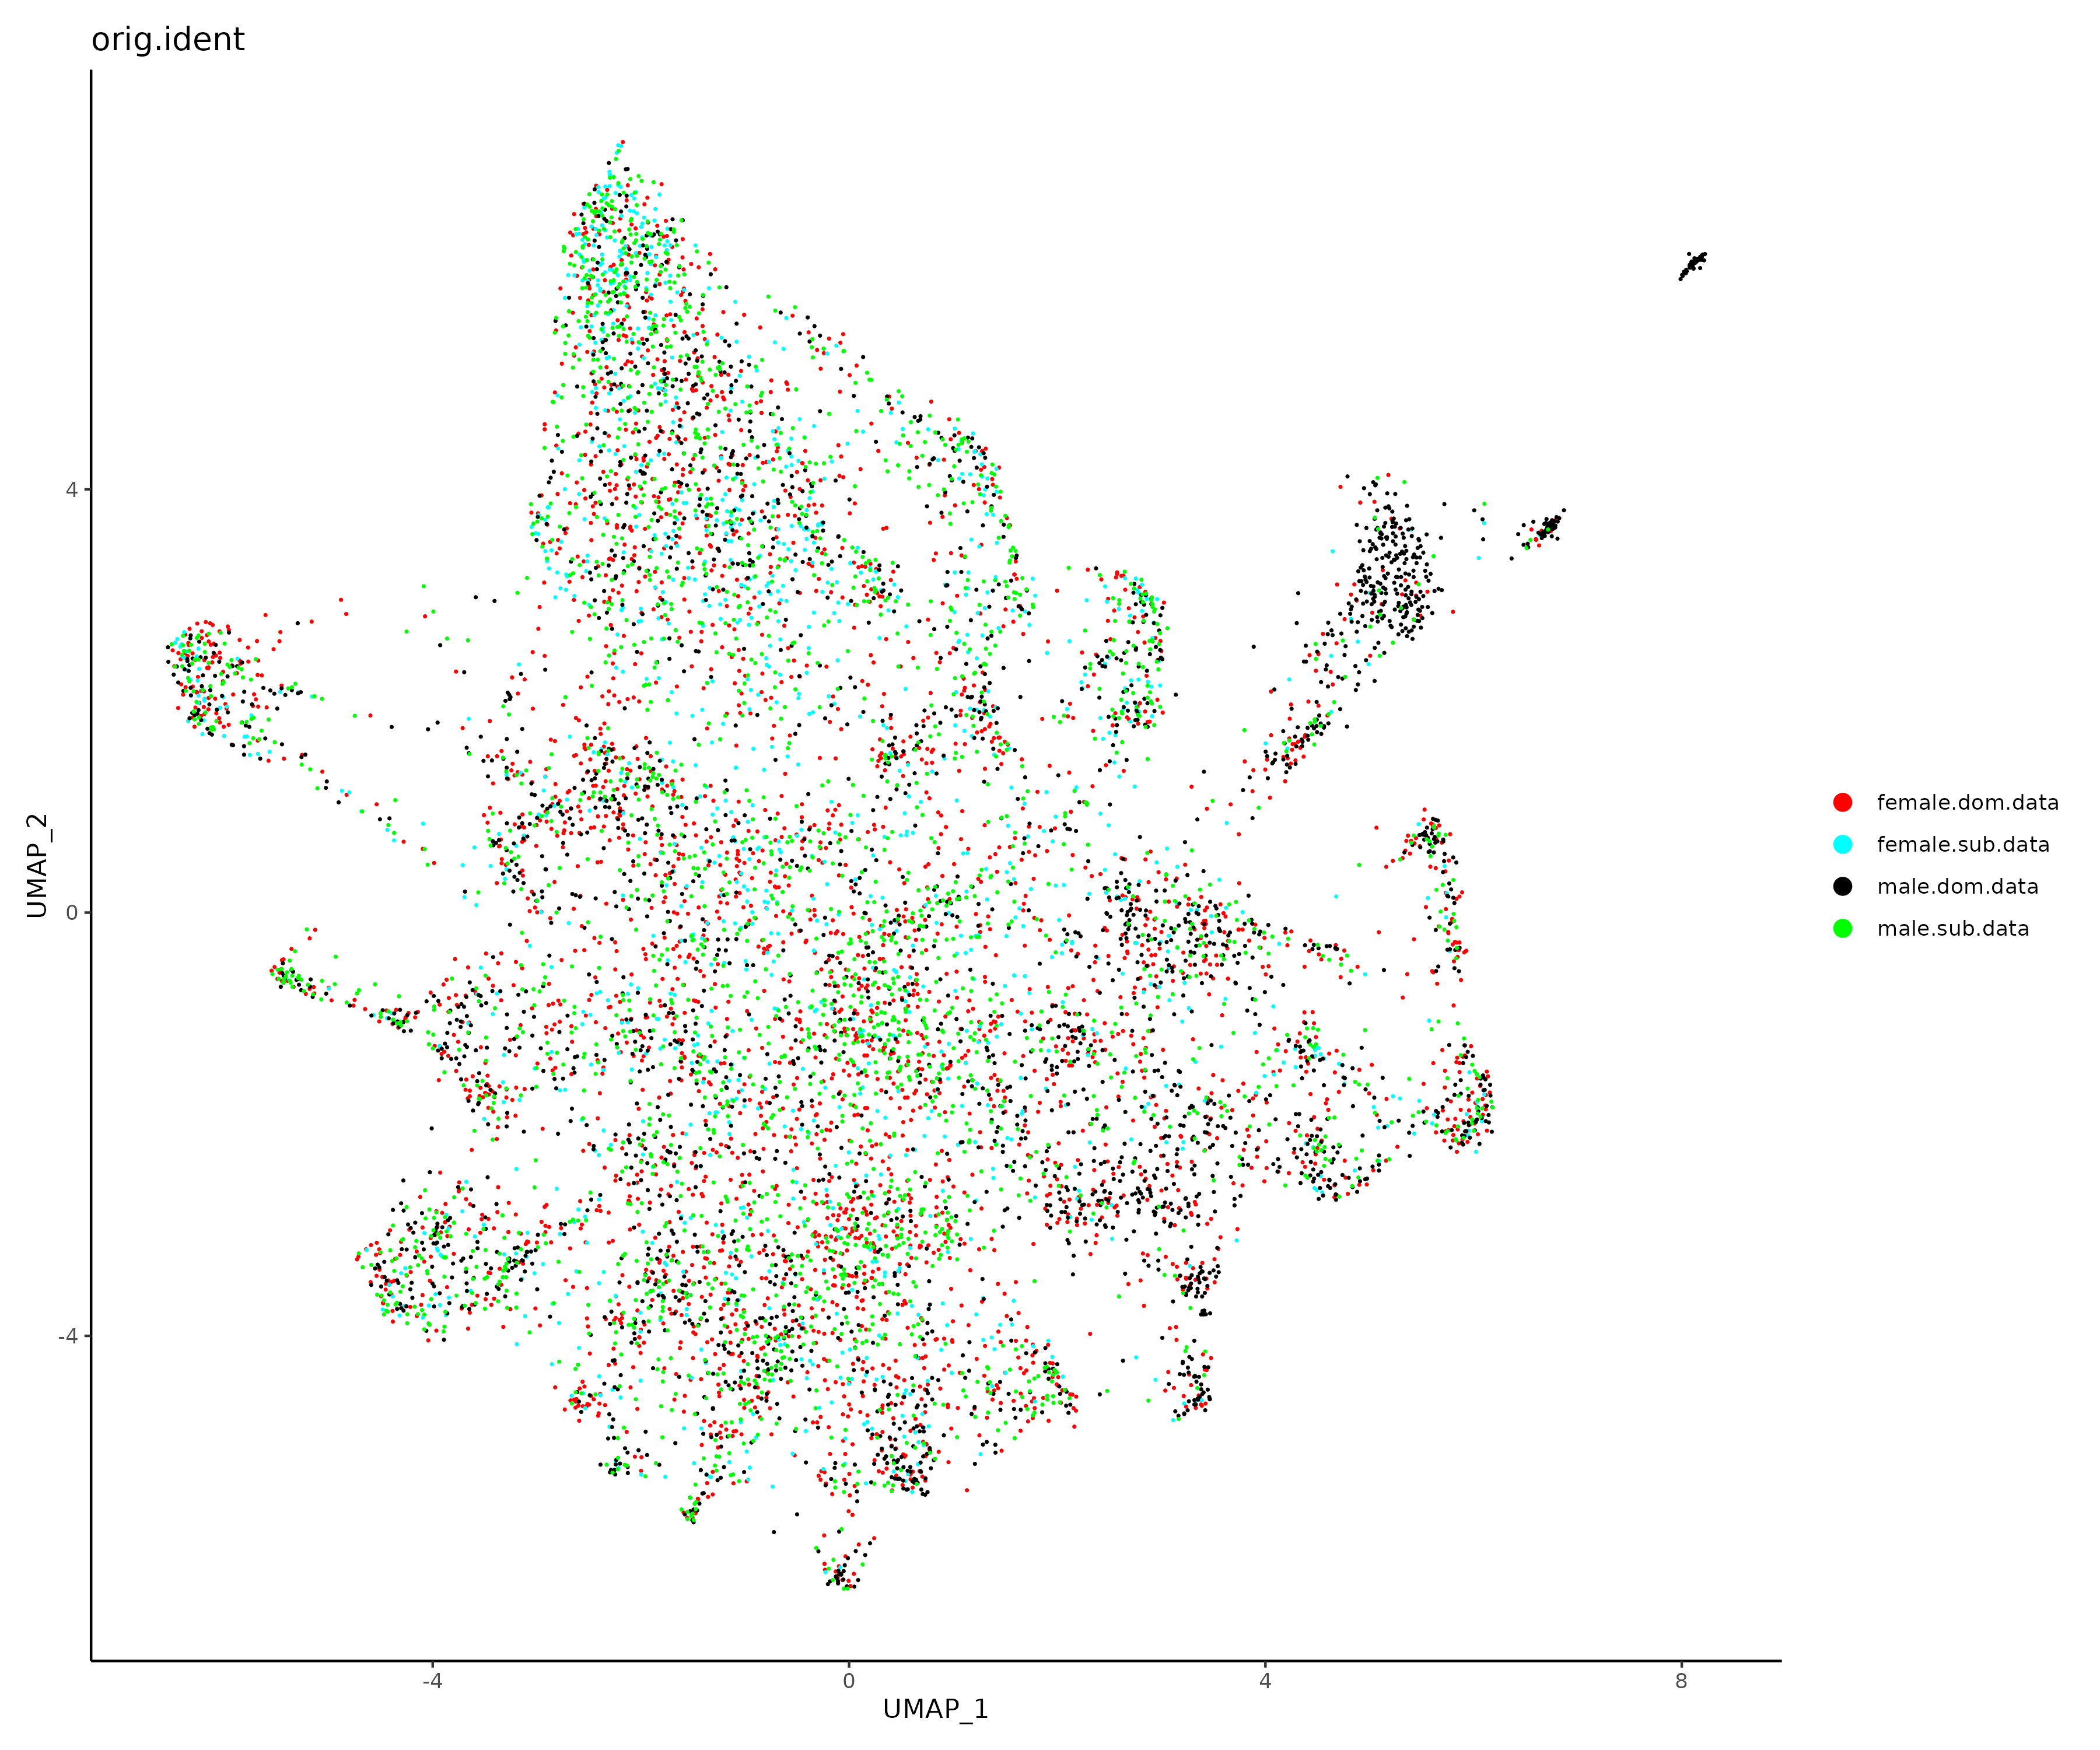 orig.ident
4
0
-4
UMAP_2
-4
0
4
8
UMAP_1
female.dom.data
female.sub.data
male.dom.data
male.sub.data